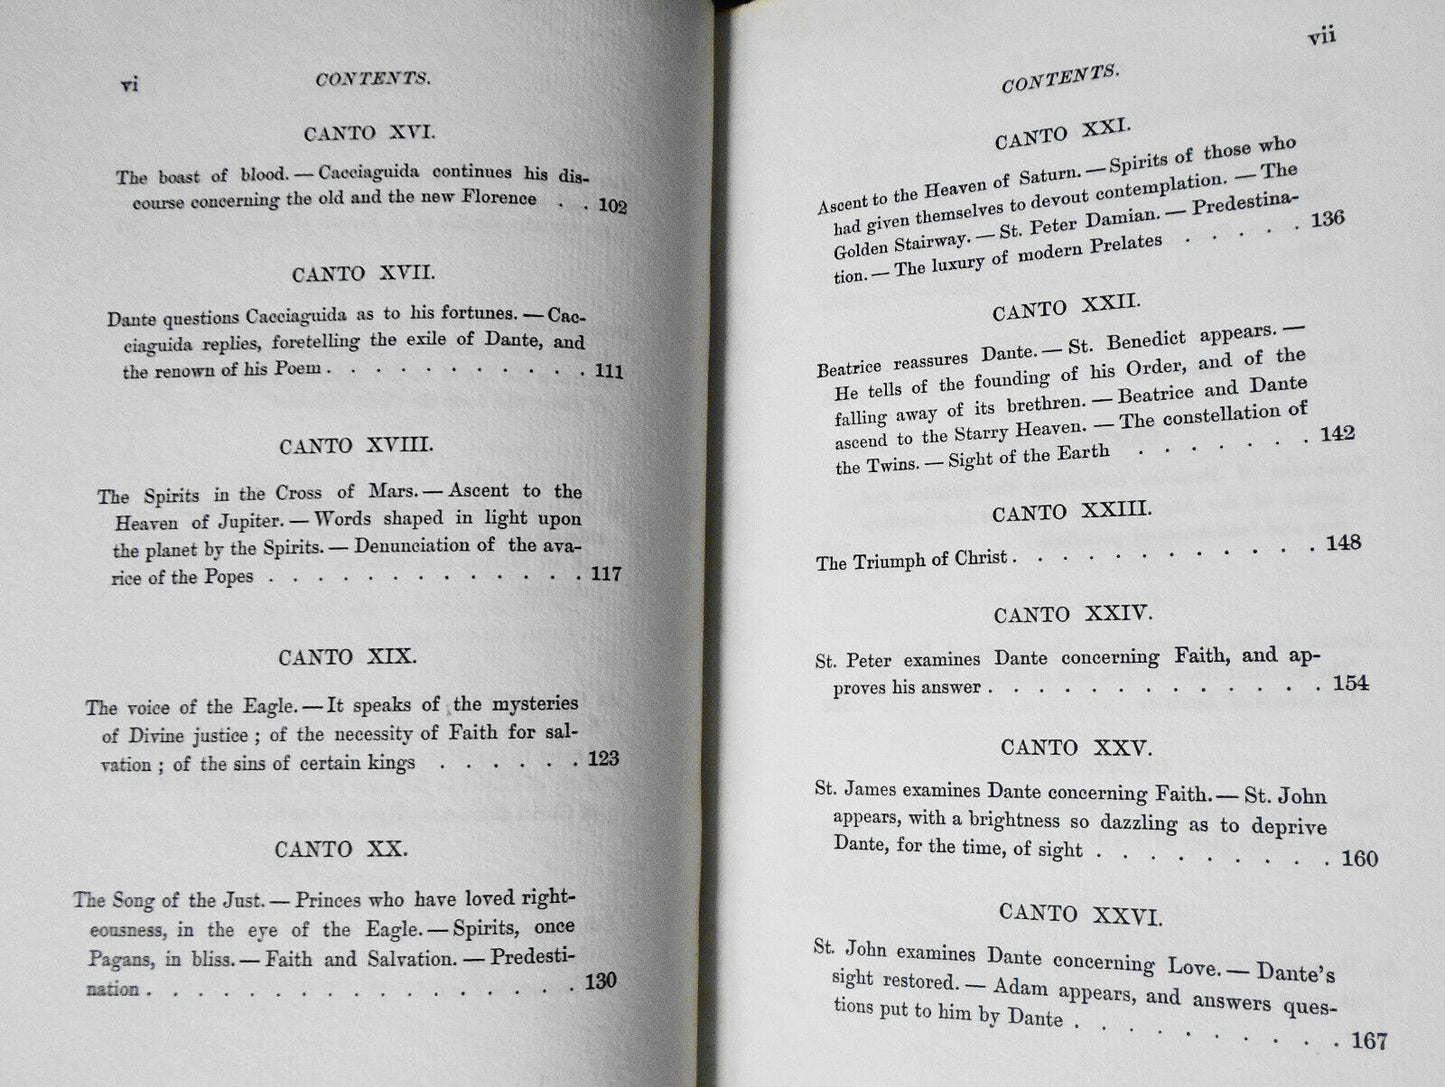 vi
CONTENTS.
CANTO XVI.
The boast of blood. — Cacciaguida continues his dis-
course concerning the old and the new Florence . . 102
CANTO XVII.
Dante questions Cacciaguida as to his fortunes. — Cac-
ciaguida replies, foretelling the exile of Dante, and
the renown of his Poem . . . . . . . . . . 111
CANTO XVIII.
The Spirits in the Cross of Mars. — Ascent to the
Heaven of Jupiter. — Words shaped in light upon
the planet by the Spirits. — Denunciation of the ava-
rice of the Popes . . . . . . . . . . . . . 117
CANTO XIX.
The voice of the Eagle. — It speaks of the mysteries
of Divine justice ; of the necessity of Faith for sal-
vation ; of the sins of certain kings . . . . . . 123
CANTO XX.
The Song of the Just. — Princes who have loved right-
eousness, in the eye of the Eagle. — Spirits, once
Pagans, in bliss. — Faith and Salvation. — Predesti-
nation . . . . . . . . . . . . . . . . . 130
vii
CONTENTS.
CANTO XXI.
Ascent to the Heaven of Saturn. — Spirits of those who
had given themselves to devout contemplation. — The
Golden Stairway. — St. Peter Damian. — Predestina-
tion. — The luxury of modern Prelates . . . . . 136
CANTO XXII.
Beatrice reassures Dante. — St. Benedict appears. —
He tells of the founding of his Order, and of the
falling away of its brethren. — Beatrice and Dante
ascend to the Starry Heaven. — The constellation of
the Twins. — Sight of the Earth . . . . . . . 142
CANTO XXIII.
The Triumph of Christ . . . . . . . . . . . . 148
CANTO XXIV.
St. Peter examines Dante concerning Faith, and ap-
proves his answer . . . . . . . . . . . . . 154
CANTO XXV.
St. James examines Dante concerning Faith. — St. John
appears, with a brightness so dazzling as to deprive
Dante, for the time, of sight . . . . . . . . . 160
CANTO XXVI.
St. John examines Dante concerning Love. — Dante's
sight restored. — Adam appears, and answers ques-
tions put to him by Dante . . . . . . . . . . 167